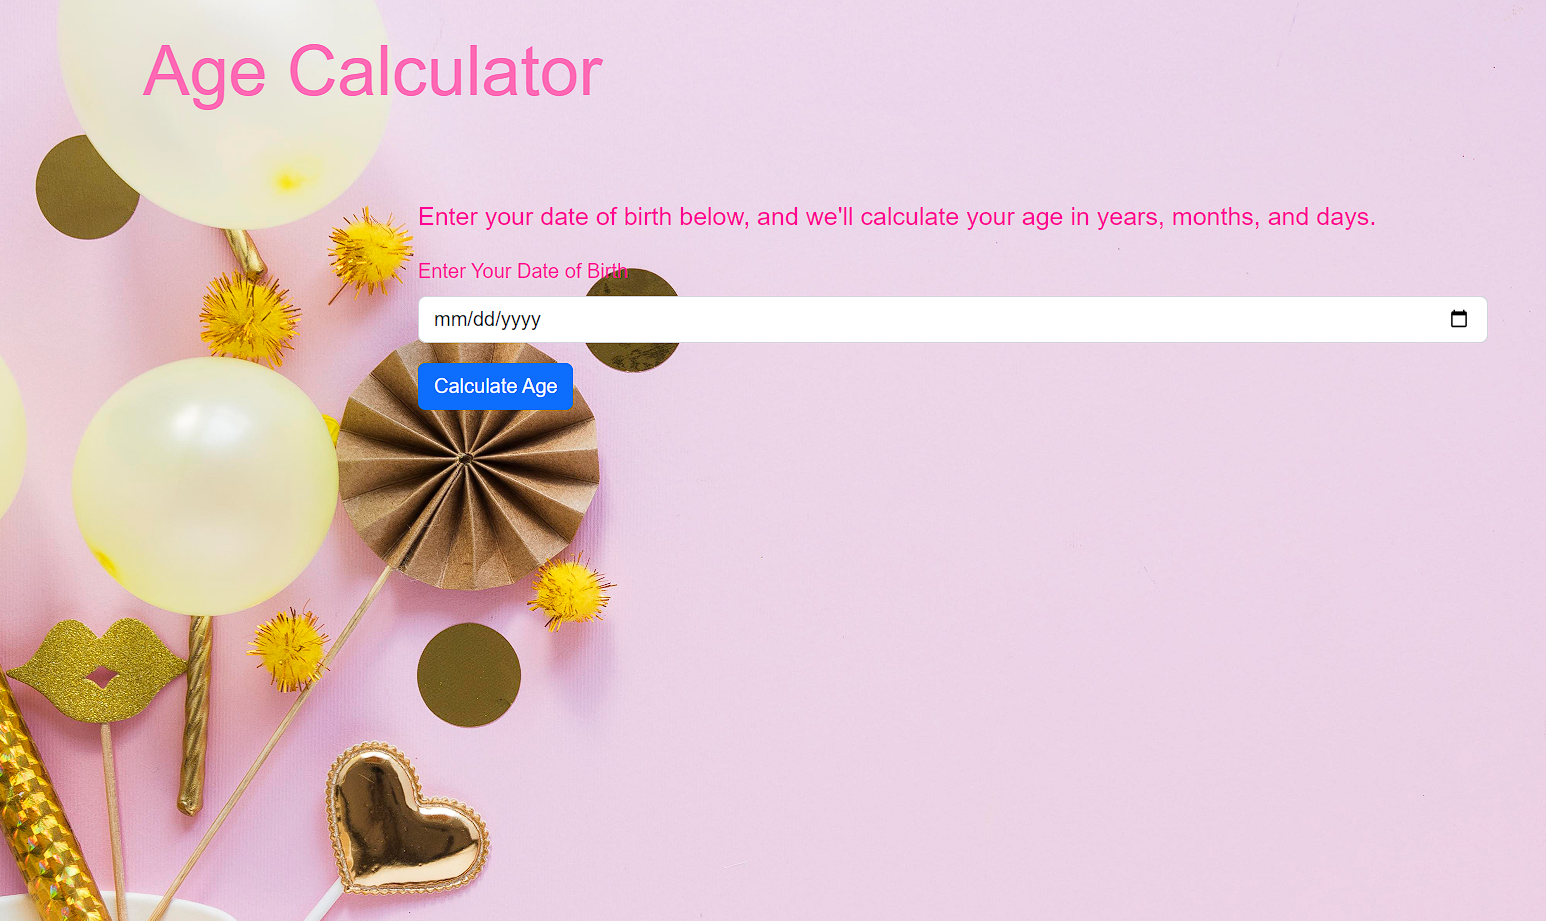 Age Calculator
Enter your date of birth below, and we'll calculate your age in years, months, and days.
Enter Your Date of Birth
mm/dd/yyyy
Calculate Age